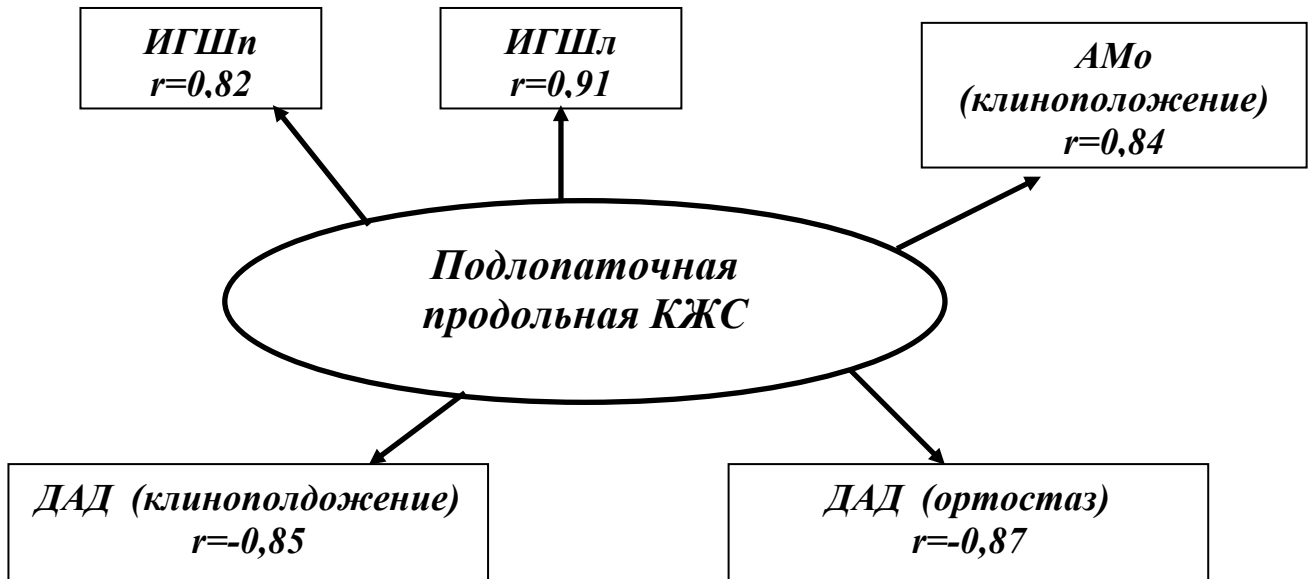 ИГШп
r=0,82
ИГШл
r=0,91
АМо
(клиноположение)
r=0,84
Подлопаточная
продольная КЖС
ДАД (клинополдожение)
r=-0,85
ДАД (ортостаз)
r=-0,87